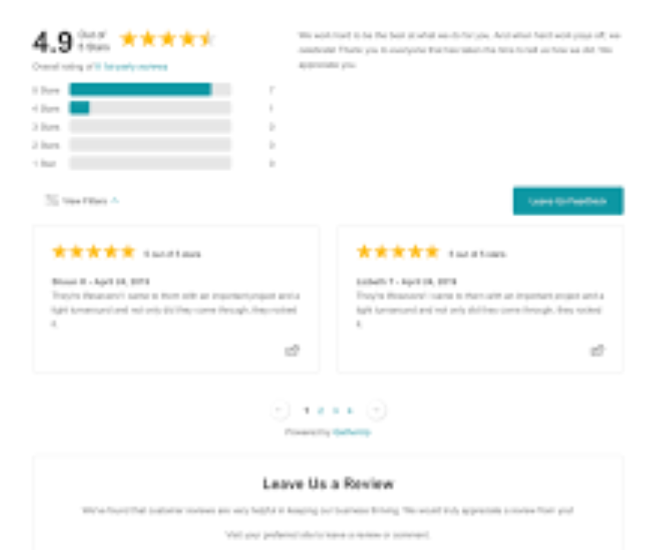 4.9
Out of
5 Stars
We work hard to be the best at what we do for you. And when hard work pays off, we
celebrate! Thank you to everyone that has taken the time to tell us how we did. We
appreciate you.
Overall rating of 8 1st-party reviews
5 Stars 7
4 Stars 1
3 Stars 0
2 Stars 0
1 Star 0
View Filters
Leave Us Feedback
5 out of 5 stars
- April 24, 2019
They're lifesavers! I came to them with an important project and a
tight turnaround and not only did they come through, they rocked
it.
5 out of 5 stars
- April 24, 2019
They're lifesavers! I came to them with an important project and a
tight turnaround and not only did they come through, they rocked
it.
1 2 3 4
Powered by
Leave Us a Review
We've found that customer reviews are very helpful in keeping our business thriving. We would truly appreciate a review from you!
Visit your preferred site to leave a review or comment.